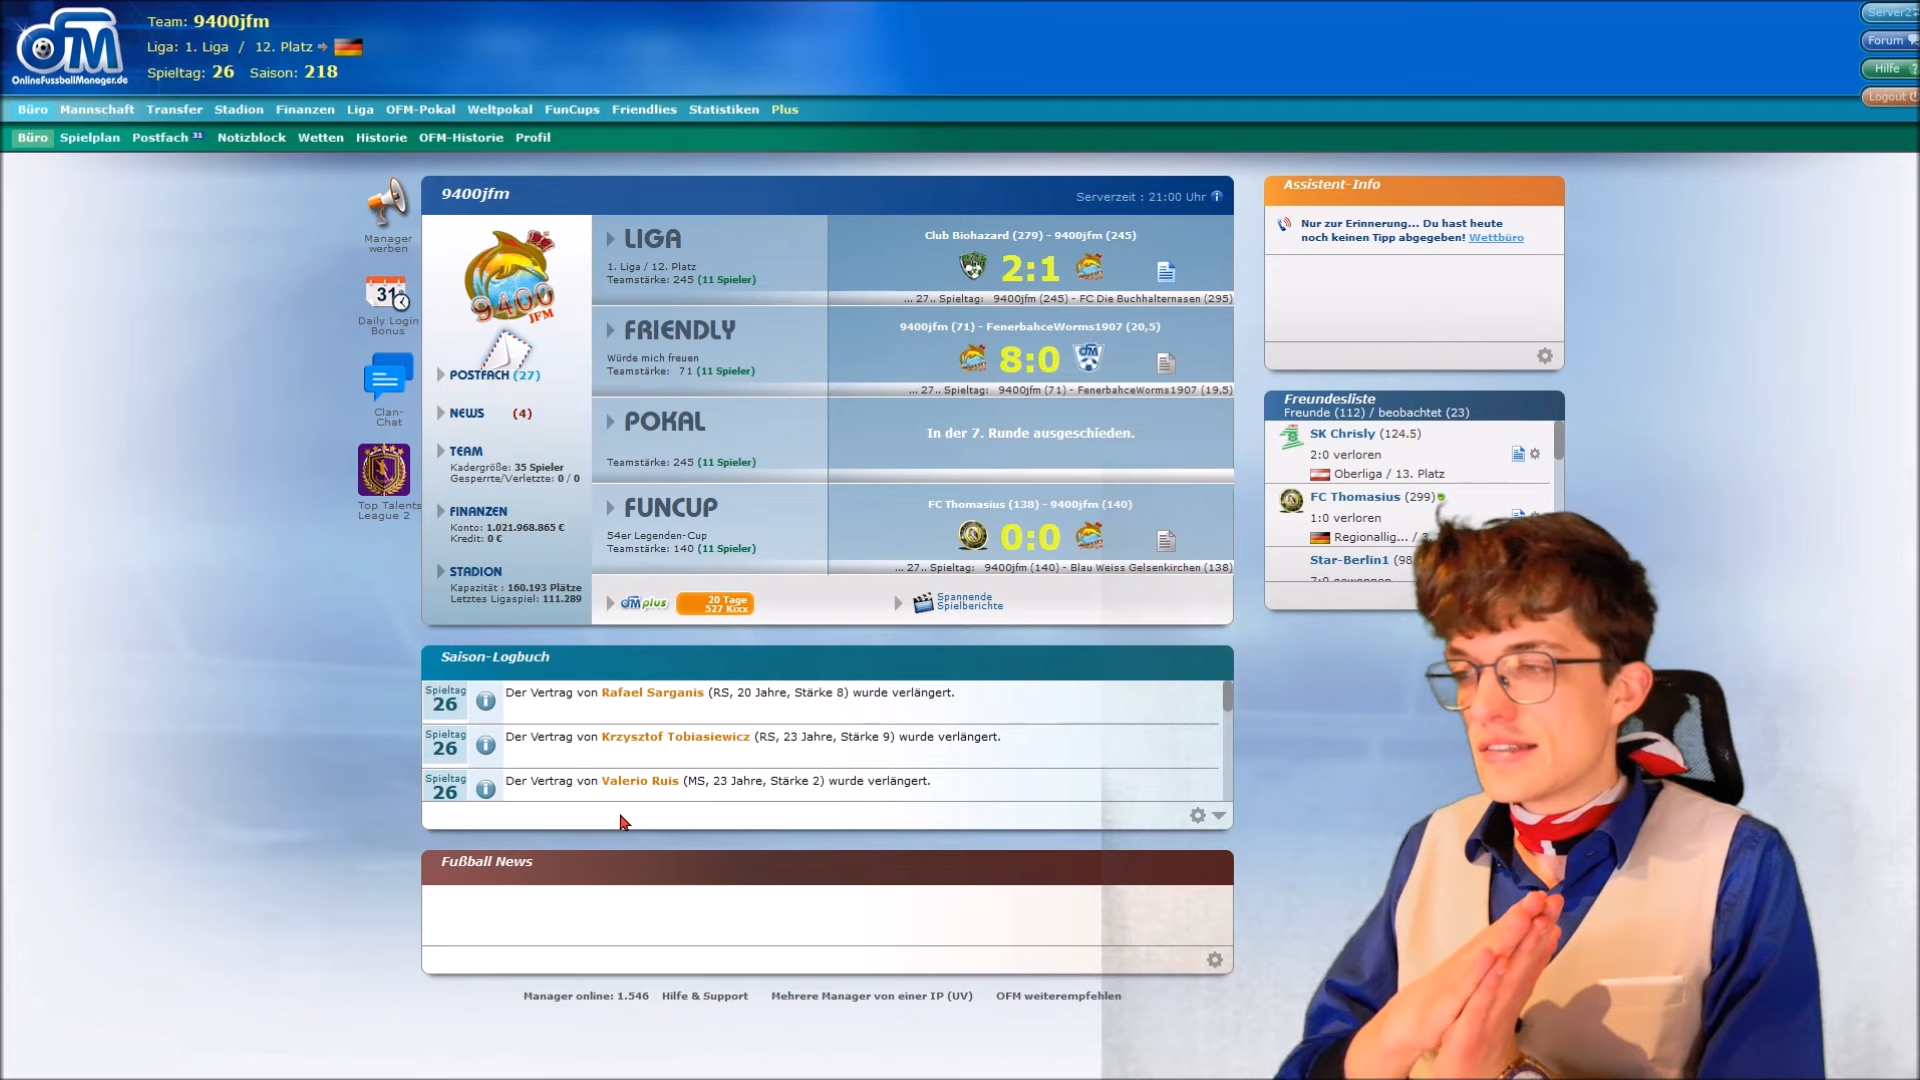 OFM
OnlineFussballManager.de
Team: 9400jfm
Liga: 1. Liga / 12. Platz
Spieltag: 26 Saison: 218
Forum
Hilfe ?
Logout
Büro Mannschaft Transfer Stadion Finanzen Liga OFM-Pokal Weltpokal FunCups Friendlies Statistiken Plus
Büro Spielplan Postfach 31 Notizblock Wetten Historie OFM-Historie Profil
Manager
werben
31
Daily Login
Bonus
Clan-
Chat
Top Talents
League 2
9400jfm
Serverzeit : 21:00 Uhr
9400
JFM
POSTFACH (27)
NEWS (4)
TEAM
Kadergröße: 35 Spieler
Gesperrte/Verletzte: 0 / 0
FINANZEN
Konto: 1.021.968.865 €
Kredit: 0 €
STADION
Kapazität : 160.193 Plätze
Letztes Ligaspiel: 111.289
LIGA
1. Liga / 12. Platz
Teamstärke: 245 (11 Spieler)
Club Biohazard (279) - 9400jfm (245)
2:1
... 27.. Spieltag: 9400jfm (245) - FC Die Buchhalternasen (295)
FRIENDLY
Würde mich freuen
Teamstärke: 71 (11 Spieler)
9400jfm (71) - FenerbahceWorms1907 (20,5)
8:0
... 27.. Spieltag: 9400jfm (71) - FenerbahceWorms1907 (19,5)
POKAL
Teamstärke: 245 (11 Spieler)
In der 7. Runde ausgeschieden.
FUNCUP
54er Legenden-Cup
Teamstärke: 140 (11 Spieler)
FC Thomasius (138) - 9400jfm (140)
0:0
... 27.. Spieltag: 9400jfm (140) - Blau Weiss Gelsenkirchen (138)
OFM plus
20 Tage
527 Kixx
Spannende
Spielberichte
Assistent-Info
Nur zur Erinnerung... Du hast heute
noch keinen Tipp abgegeben! Wettbüro
Freundesliste
Freunde (112) / beobachtet (23)
SK Chrisly (124.5)
2:0 verloren
Oberliga / 13. Platz
FC Thomasius (299)
1:0 verloren
Regionallig... /
Star-Berlin1 (98
7:0 gewonnen
Saison-Logbuch
Spieltag
26
Der Vertrag von Rafael Sarganis (RS, 20 Jahre, Stärke 8) wurde verlängert.
Spieltag
26
Der Vertrag von Krzysztof Tobiasiewicz (RS, 23 Jahre, Stärke 9) wurde verlängert.
Spieltag
26
Der Vertrag von Valerio Ruis (MS, 23 Jahre, Stärke 2) wurde verlängert.
Fußball News
Manager online: 1.546 Hilfe & Support Mehrere Manager von einer IP (UV) OFM weiterempfehlen